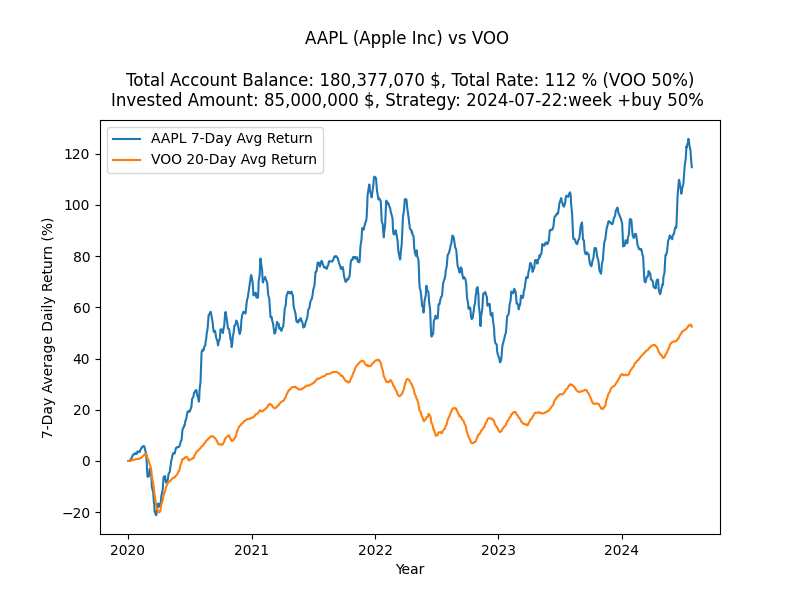 AAPL (Apple Inc) vs VOO
Total Account Balance: 180,377,070 $, Total Rate: 112 % (VOO 50%)
Invested Amount: 85,000,000 $, Strategy: 2024-07-22:week +buy 50%
AAPL 7-Day Avg Return
VOO 20-Day Avg Return
7-Day Average Daily Return (%)
120
100
80
60
40
20
0
−20
2020
2021
2022
2023
2024
Year